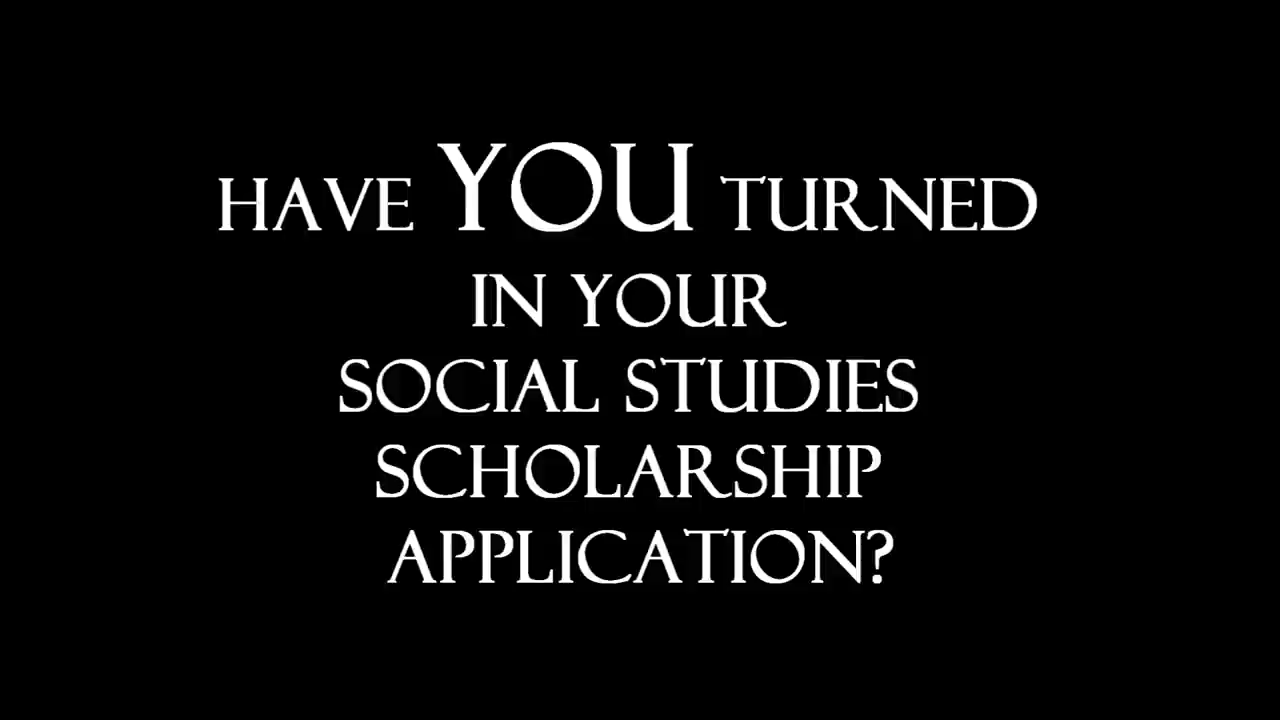 HAVE YOU TURNED
IN YOUR
SOCIAL STUDIES
SCHOLARSHIP
APPLICATION?